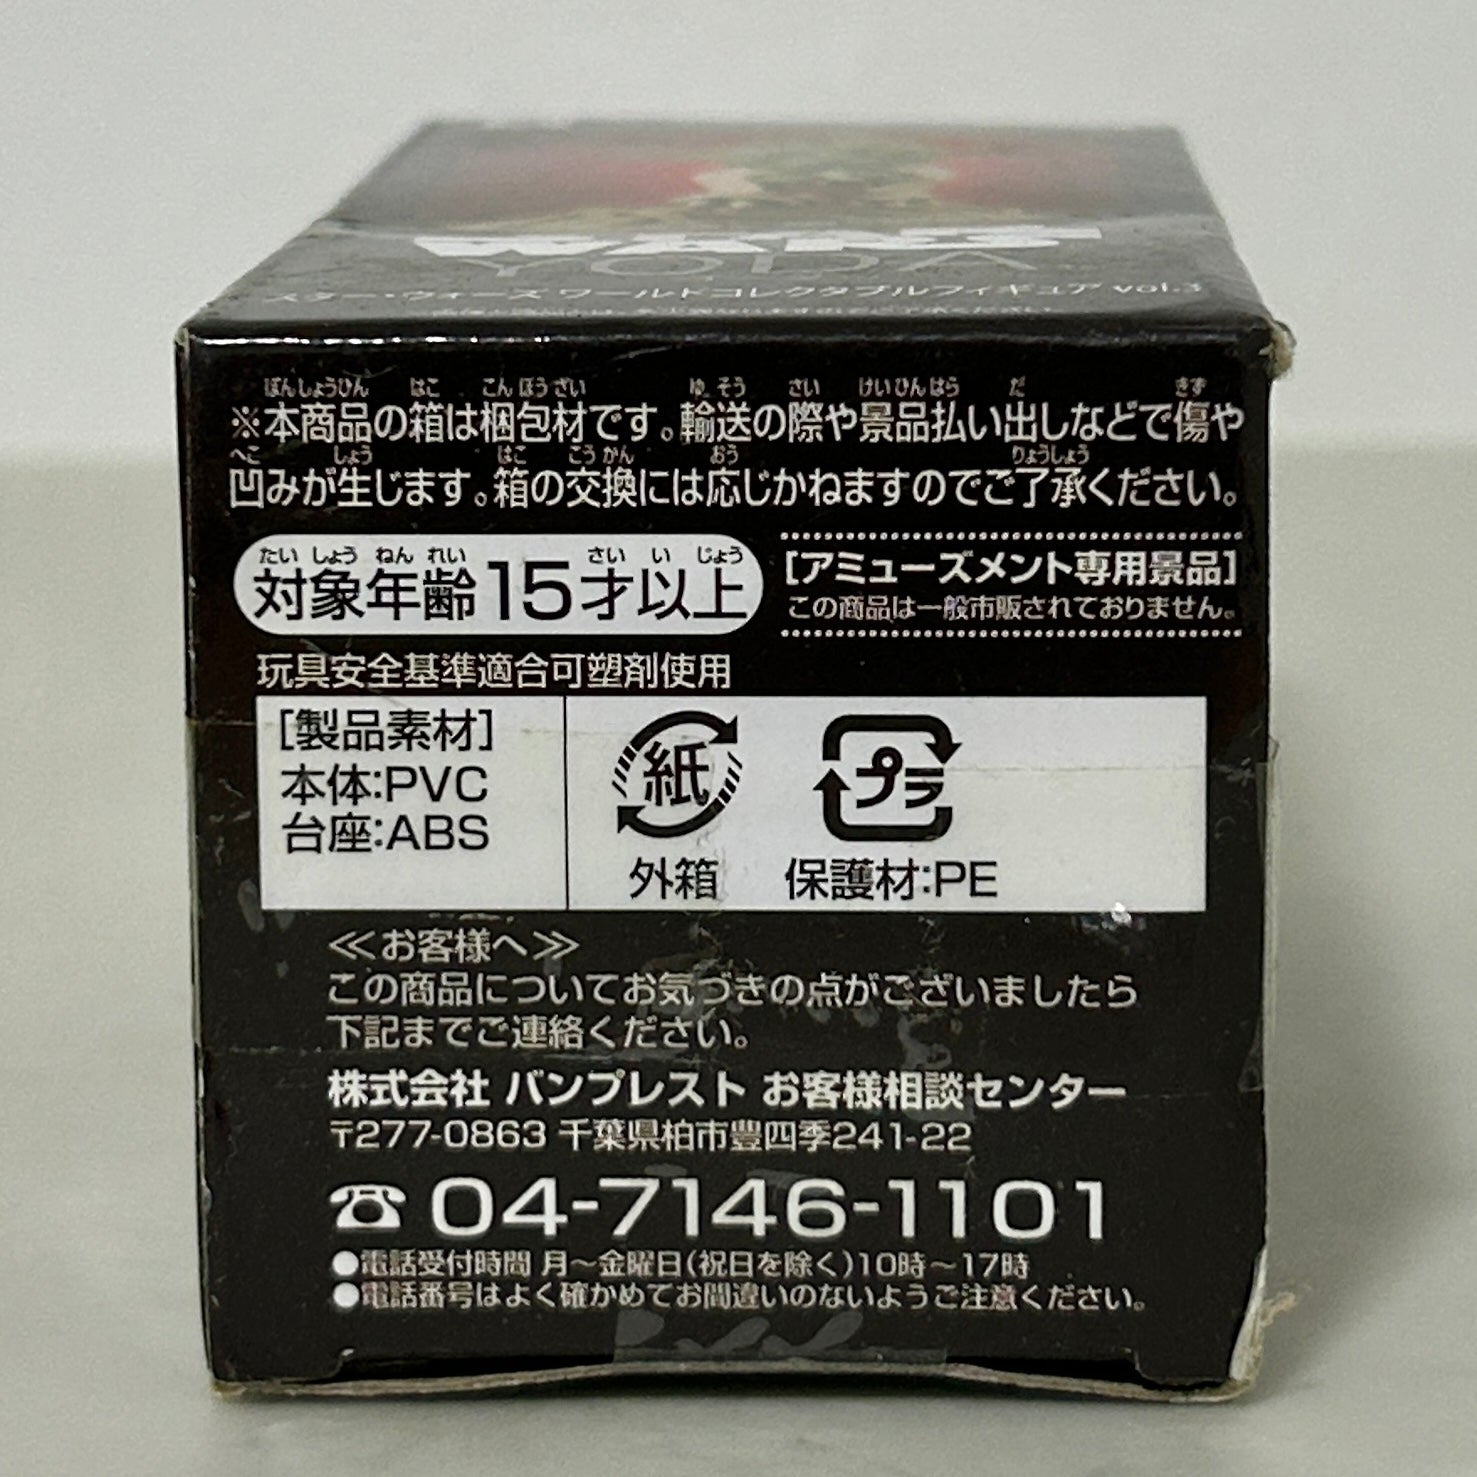 WARS
YODA
スター・ウォーズ ワールドコレクタブルフィギュア vol.3
※本商品の箱は梱包材です。輸送の際や景品払い出しなどで傷や
凹みが生じます。箱の交換には応じかねますのでご了承ください。
対象年齢15才以上
[アミューズメント専用景品]
この商品は一般市販されておりません。
玩具安全基準適合可塑剤使用
[製品素材]
本体:PVC
台座:ABS
紙
外箱
プラ
保護材:PE
≪お客様へ≫
この商品についてお気づきの点がございましたら
下記までご連絡ください。
株式会社 バンプレスト お客様相談センター
〒277-0863 千葉県柏市豊四季241-22
☎04-7146-1101
●電話受付時間 月〜金曜日(祝日を除く)10時〜17時
●電話番号はよく確かめてお間違いのないようご注意ください。